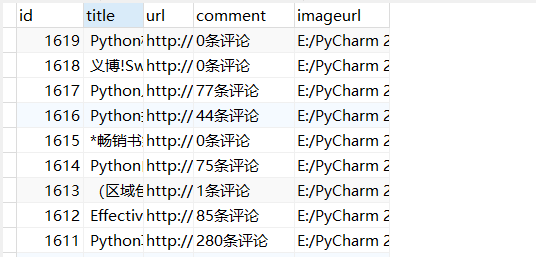 id title url comment imageurl
1619 Python http:// 0条评论 E:/PyCharm 2
1618 义博!Sw http:// 0条评论 E:/PyCharm 2
1617 Python, http:// 77条评论 E:/PyCharm 2
1616 Python http:// 44条评论 E:/PyCharm 2
1615 *畅销书 http:// 0条评论 E:/PyCharm 2
1614 Python http:// 75条评论 E:/PyCharm 2
1613 （区域包 http:// 1条评论 E:/PyCharm 2
1612 Effectiv http:// 85条评论 E:/PyCharm 2
1611 Python http:// 280条评论 E:/PyCharm 2